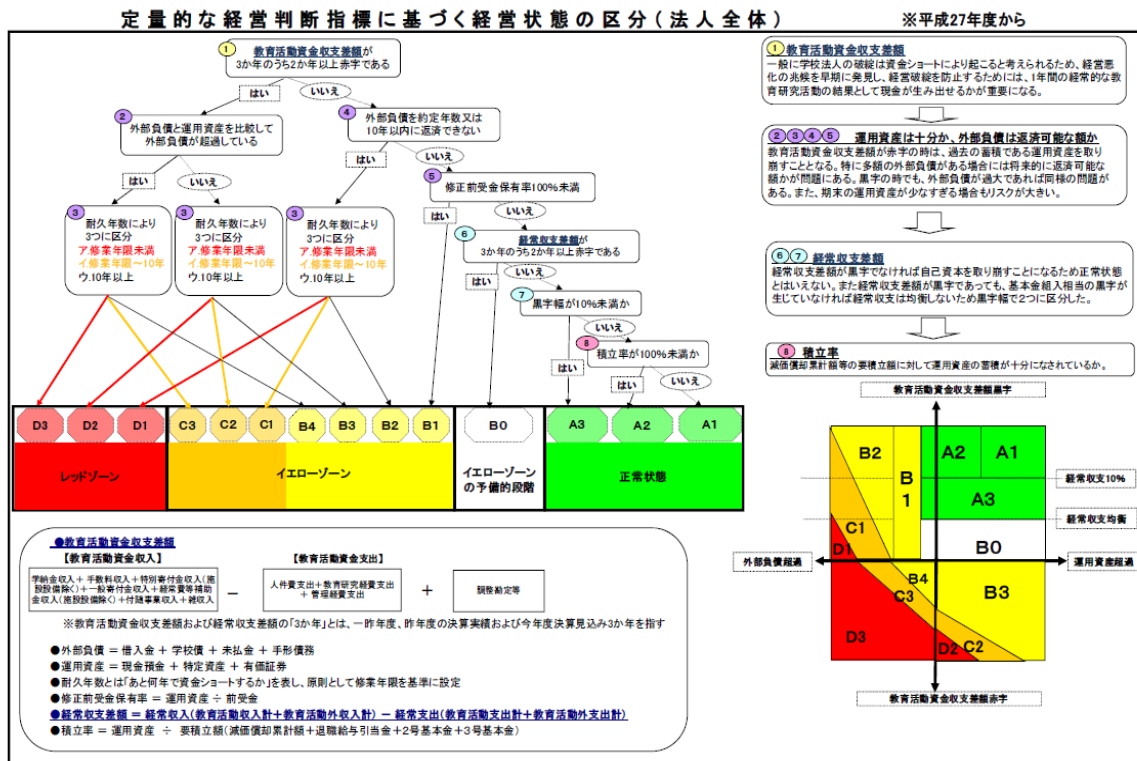 定量的な経営判断指標に基づく経営状態の区分(法人全体)
※平成27年度から
1
教育活動資金収支差額が
3か年のうち2か年以上赤字である
はい
いいえ
2
外部負債と運用資産を比較して
外部負債が超過している
4
外部負債を約定年数又は
10年以内に返済できない
はい
いいえ
はい
いいえ
5
修正前受金保有率100%未満
3
耐久年数により
3つに区分
ア.修業年限未満
イ修業年限~10年
ウ.10年以上
3
耐久年数により
3つに区分
ア.修業年限未満
イ修業年限~10年
ウ.10年以上
3
耐久年数により
3つに区分
ア.修業年限未満
イ修業年限~10年
ウ.10年以上
はい
いいえ
6
経常収支差額が
3か年のうち2か年以上赤字である
はい
いいえ
7
黒字幅が10%未満か
はい
いいえ
8
積立率が100%未満か
はい
いいえ
D3
D2
D1
C3
C2
C1
B4
B3
B2
B1
B0
A3
A2
A1
レッドゾーン
イエローゾーン
イエローゾーン
の予備的段階
正常状態
●教育活動資金収支差額
【教育活動資金収入】
【教育活動資金支出】
学納金収入+手数料収入+特別寄付金収入(施
設設備除く)+一般寄付金収入+経常費等補助
金収入(施設設備除く)+付随事業収入+雑収入
−
人件費支出+教育研究経費支出
+管理経費支出
+
調整勘定等
※教育活動資金収支差額および経常収支差額の「3か年」とは、一昨年度、昨年度の決算実績および今年度決算見込み3か年を指す
●外部負債 = 借入金 + 学校債 + 未払金 + 手形債務
●運用資産 = 現金預金 + 特定資産 + 有価証券
●耐久年数とは「あと何年で資金ショートするか」を表し、原則として修業年限を基準に設定
●修正前受金保有率 = 運用資産 ÷ 前受金
●経常収支差額 = 経常収入(教育活動収入計+教育活動外収入計) − 経常支出(教育活動支出計+教育活動外支出計)
●積立率 = 運用資産 ÷ 要積立額(減価償却累計額+退職給与引当金+2号基本金+3号基本金)
1 教育活動資金収支差額
一般に学校法人の破綻は資金ショートにより起こると考えられるため、経営悪
化の兆候を早期に発見し、経営破綻を防止するためには、1年間の経常的な教
育研究活動の結果として現金が生み出せるかが重要になる。
2 3 4 5 運用資産は十分か、外部負債は返済可能な額か
教育活動資金収支差額が赤字の時は、過去の蓄積である運用資産を取り
崩すこととなる。特に多額の外部負債がある場合には将来的に返済可能な
額かが問題にある。黒字の時でも、外部負債が過大であれば同様の問題が
ある。また、期末の運用資産が少なすぎる場合もリスクが大きい。
6 7 経常収支差額
経常収支差額が黒字でなければ自己資本を取り崩すことになるため正常状態
とはいえない。また経常収支差額が黒字であっても、基本金組入相当の黒字が
生じていなければ経常収支は均衡しないため黒字幅で2つに区分した。
8 積立率
減価償却累計額等の要積立額に対して運用資産の蓄積が十分になされているか。
教育活動資金収支差額黒字
B2
B
1
A2
A1
A3
経常収支10%
C1
経常収支均衡
D1
B0
外部負債超過
運用資産超過
B4
C3
B3
D3
D2
C2
教育活動資金収支差額赤字